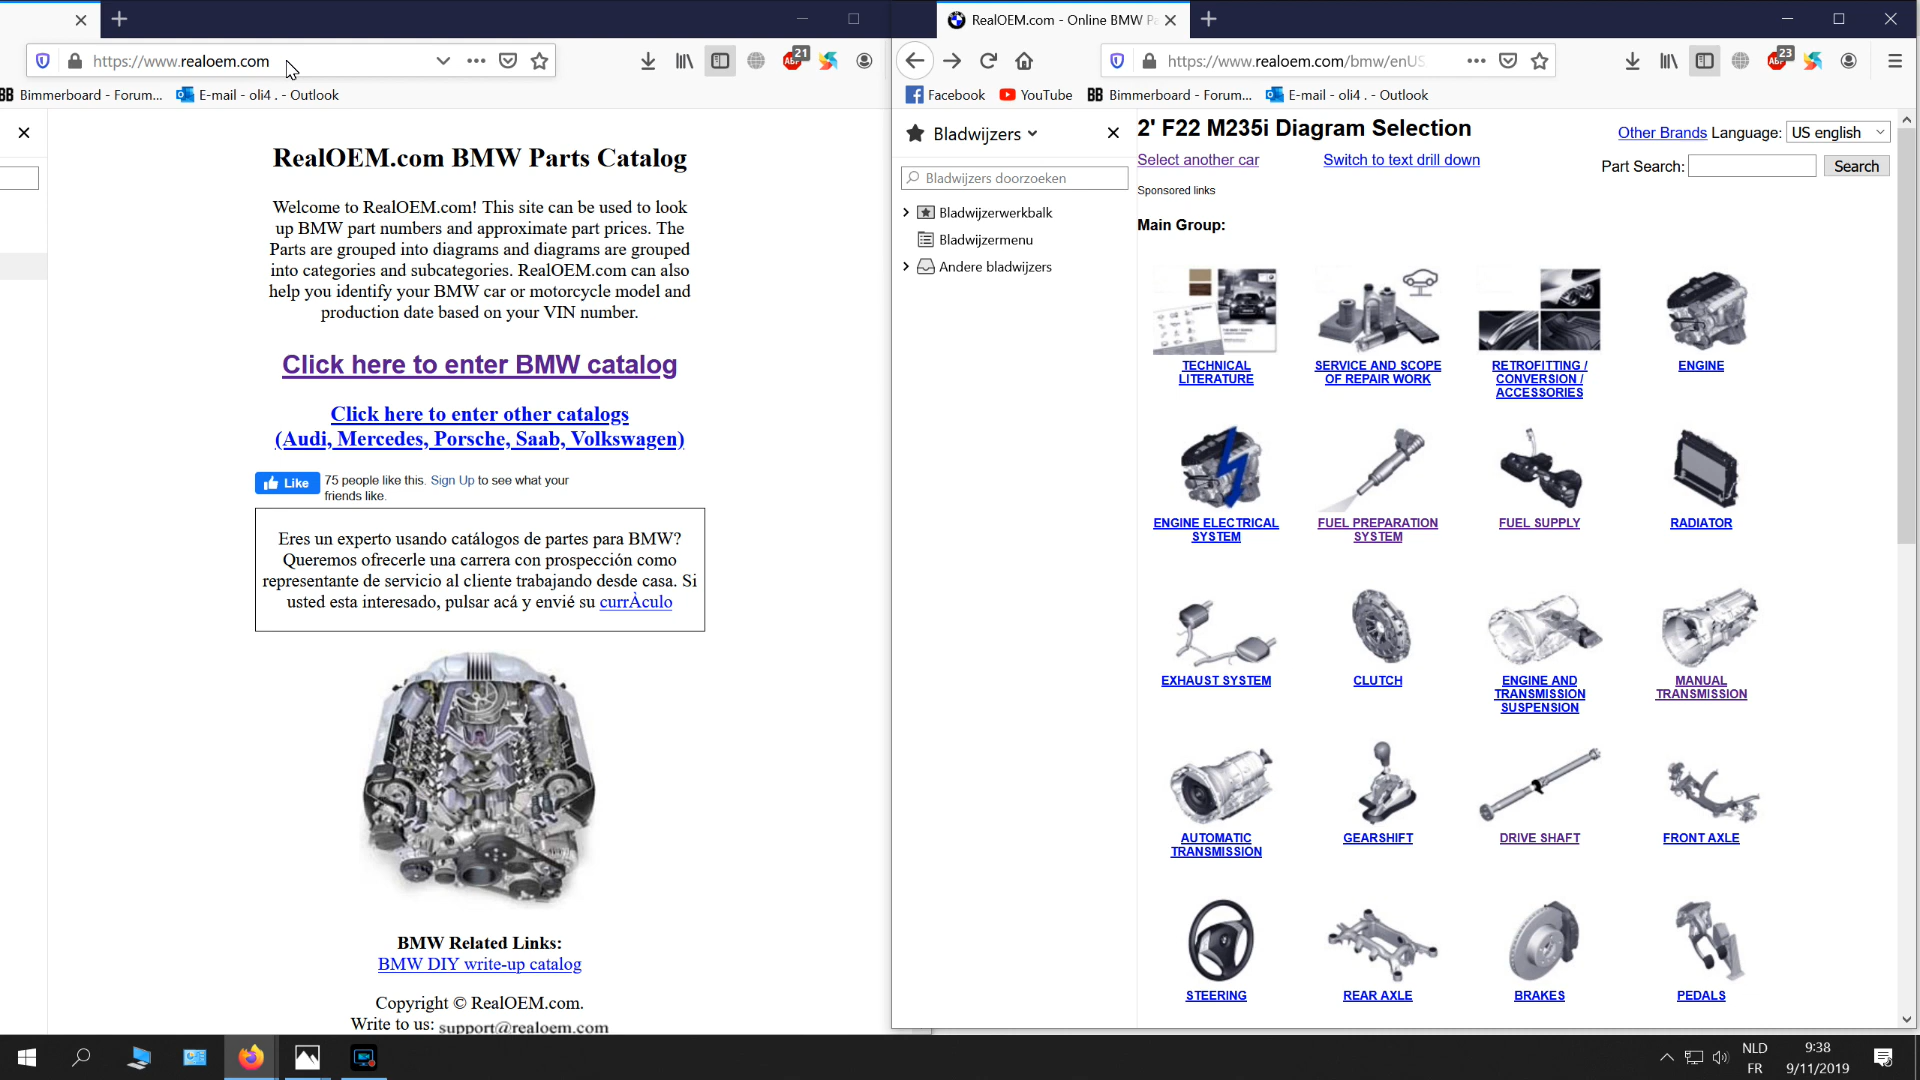 https://www.realoem.com
21
ABP
Bimmerboard - Forum...
E-mail - oli4 . - Outlook
RealOEM.com BMW Parts Catalog
Welcome to RealOEM.com! This site can be used to look
up BMW part numbers and approximate part prices. The
Parts are grouped into diagrams and diagrams are grouped
into categories and subcategories. RealOEM.com can also
help you identify your BMW car or motorcycle model and
production date based on your VIN number.
Click here to enter BMW catalog
Click here to enter other catalogs
(Audi, Mercedes, Porsche, Saab, Volkswagen)
Like
75 people like this. Sign Up to see what your
friends like.
Eres un experto usando catálogos de partes para BMW?
Queremos ofrecerle una carrera con prospección como
representante de servicio al cliente trabajando desde casa. Si
usted esta interesado, pulsar acá y envié su currÀculo
BMW Related Links:
BMW DIY write-up catalog
Copyright © RealOEM.com.
Write to us: support@realoem.com
RealOEM.com - Online BMW Pa
https://www.realoem.com/bmw/enUS
23
ABP
Facebook
YouTube
BB
Bimmerboard - Forum...
E-mail - oli4 . - Outlook
Bladwijzers
Bladwijzers doorzoeken
Bladwijzerwerkbalk
Bladwijzermenu
Andere bladwijzers
2' F22 M235i Diagram Selection
Other Brands Language: US english
Select another car
Switch to text drill down
Part Search:
Search
Sponsored links
Main Group:
TECHNICAL
LITERATURE
SERVICE AND SCOPE
OF REPAIR WORK
RETROFITTING /
CONVERSION /
ACCESSORIES
ENGINE
ENGINE ELECTRICAL
SYSTEM
FUEL PREPARATION
SYSTEM
FUEL SUPPLY
RADIATOR
EXHAUST SYSTEM
CLUTCH
ENGINE AND
TRANSMISSION
SUSPENSION
MANUAL
TRANSMISSION
AUTOMATIC
TRANSMISSION
GEARSHIFT
DRIVE SHAFT
FRONT AXLE
STEERING
REAR AXLE
BRAKES
PEDALS
NLD
FR
9:38
9/11/2019